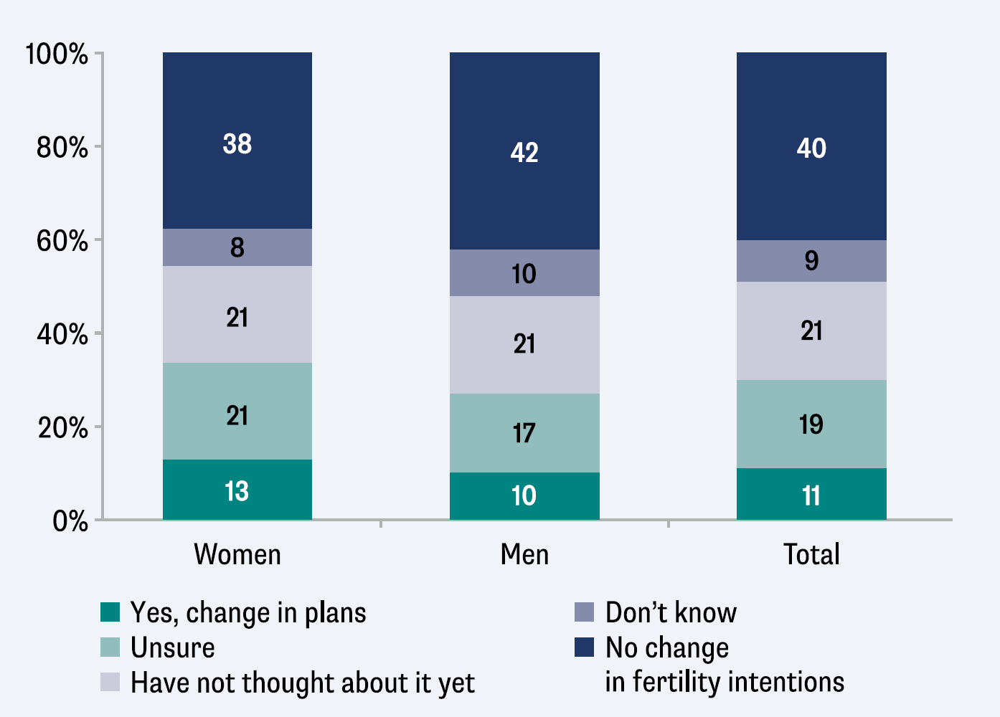 100%
80%
60%
40%
20%
0%
38
8
21
21
13
42
10
21
17
10
40
9
21
19
11
Women
Men
Total
Yes, change in plans
Unsure
Have not thought about it yet
Don’t know
No change
in fertility intentions